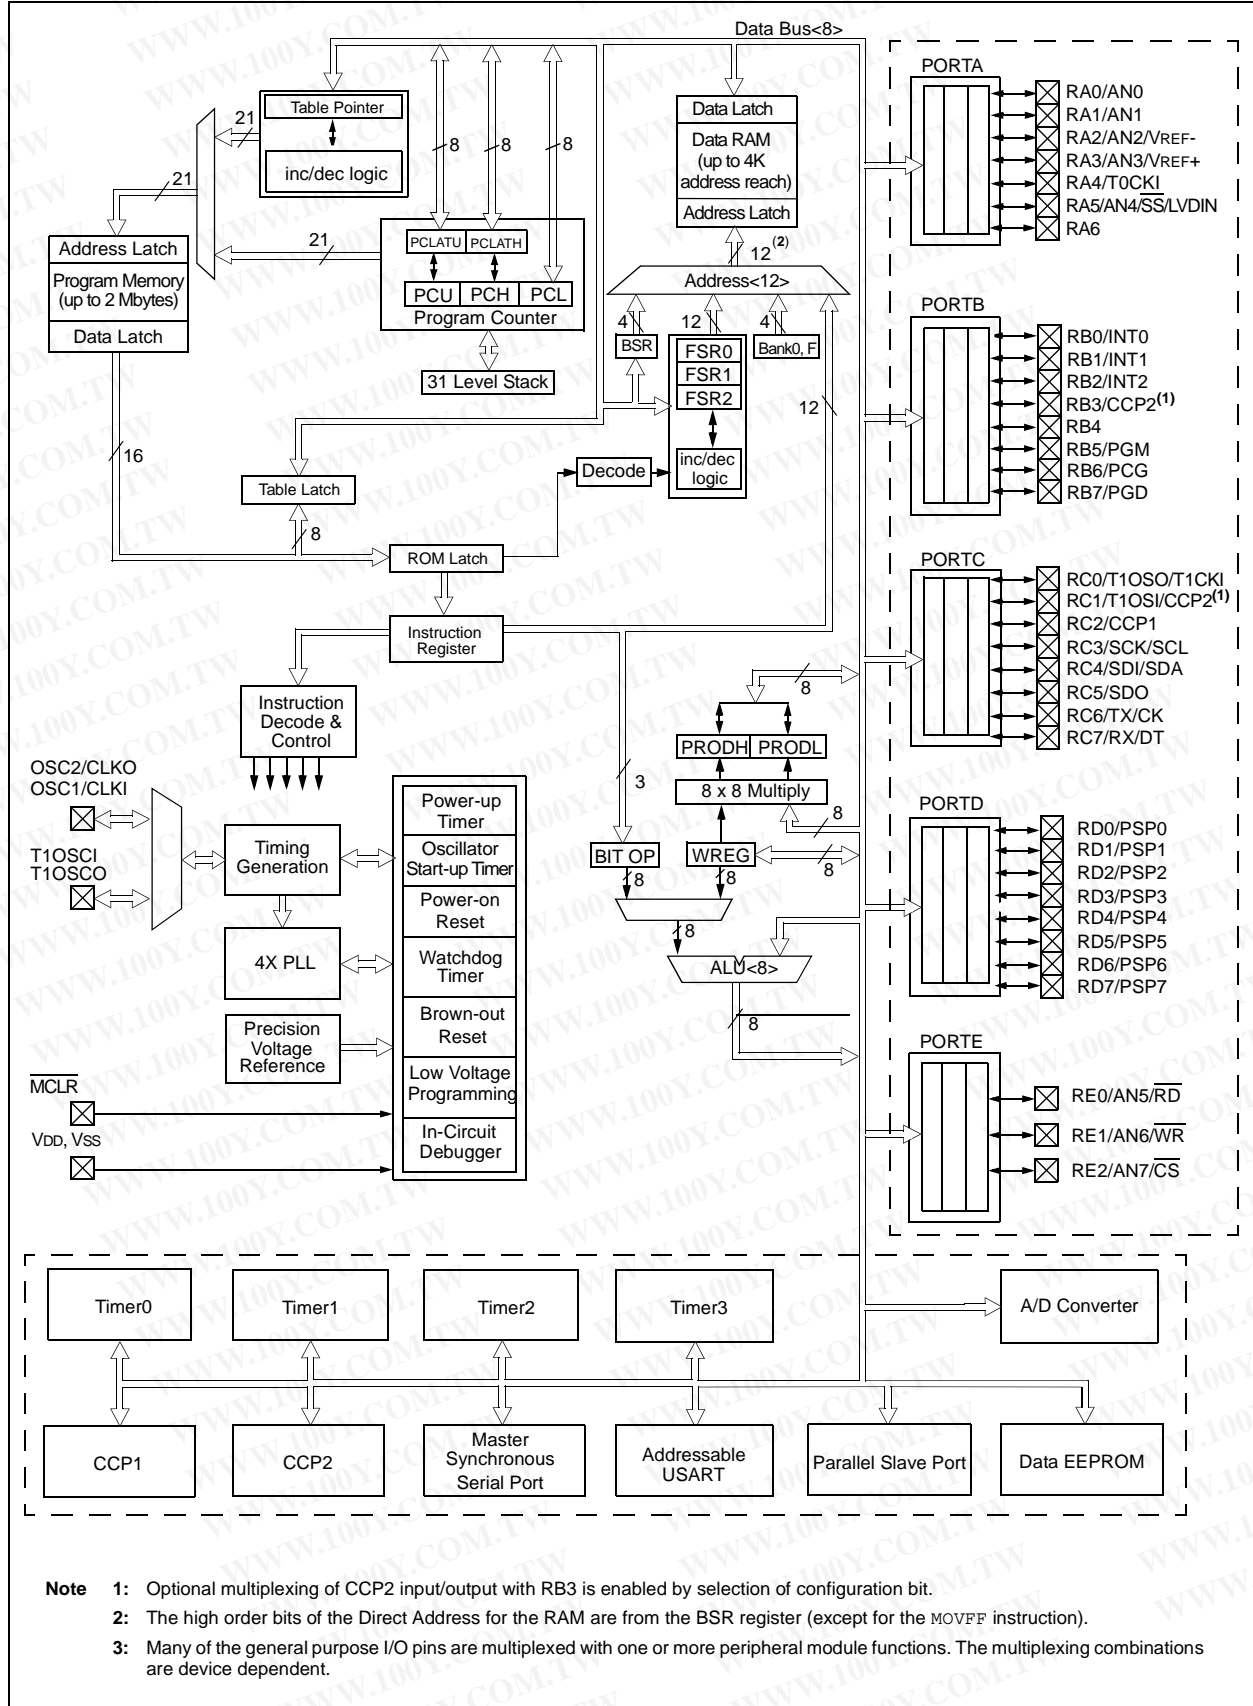 Data Bus<8>
PORTA
Table Pointer
21
inc/dec logic
8
8
8
Data Latch
Data RAM
(up to 4K
address reach)
Address Latch
RA0/AN0
RA1/AN1
RA2/AN2/VREF-
RA3/AN3/VREF+
RA4/T0CKI
RA5/AN4/SS/LVDIN
RA6
21
Address Latch
Program Memory
(up to 2 Mbytes)
Data Latch
21
PCLATU
PCLATH
PCU
PCH
PCL
Program Counter
31 Level Stack
12(2)
Address<12>
4
12
4
BSR
FSR0
FSR1
FSR2
Bank0, F
12
inc/dec
logic
PORTB
RB0/INT0
RB1/INT1
RB2/INT2
RB3/CCP2(1)
RB4
RB5/PGM
RB6/PCG
RB7/PGD
16
Table Latch
8
Decode
ROM Latch
Instruction
Register
PORTC
RC0/T1OSO/T1CKI
RC1/T1OSI/CCP2(1)
RC2/CCP1
RC3/SCK/SCL
RC4/SDI/SDA
RC5/SDO
RC6/TX/CK
RC7/RX/DT
Instruction
Decode &
Control
8
PRODH
PRODL
8 x 8 Multiply
3
8
BIT OP
WREG
8
8
8
8
ALU<8>
8
OSC2/CLKO
OSC1/CLKI
T1OSCI
T1OSCO
Timing
Generation
4X PLL
Precision
Voltage
Reference
MCLR
VDD, VSS
Power-up
Timer
Oscillator
Start-up Timer
Power-on
Reset
Watchdog
Timer
Brown-out
Reset
Low Voltage
Programming
In-Circuit
Debugger
PORTD
RD0/PSP0
RD1/PSP1
RD2/PSP2
RD3/PSP3
RD4/PSP4
RD5/PSP5
RD6/PSP6
RD7/PSP7
PORTE
RE0/AN5/RD
RE1/AN6/WR
RE2/AN7/CS
Timer0
Timer1
Timer2
Timer3
A/D Converter
CCP1
CCP2
Master
Synchronous
Serial Port
Addressable
USART
Parallel Slave Port
Data EEPROM
Note 1: Optional multiplexing of CCP2 input/output with RB3 is enabled by selection of configuration bit.
2: The high order bits of the Direct Address for the RAM are from the BSR register (except for the MOVFF instruction).
3: Many of the general purpose I/O pins are multiplexed with one or more peripheral module functions. The multiplexing combinations
are device dependent.
WWW.100Y.COM.TW